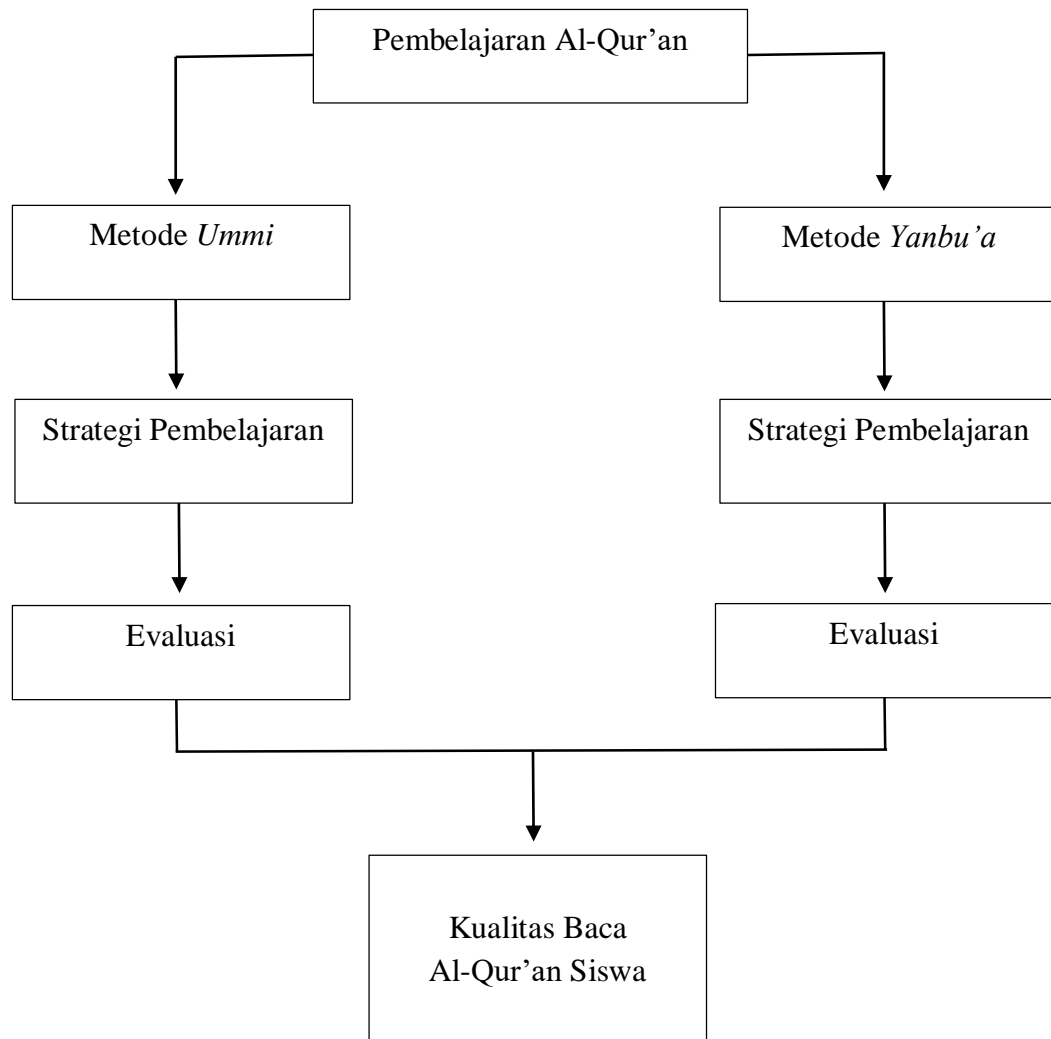 Pembelajaran Al-Qur’an
Metode Ummi
Metode Yanbu’a
Strategi Pembelajaran
Strategi Pembelajaran
Evaluasi
Evaluasi
Kualitas Baca
Al-Qur’an Siswa